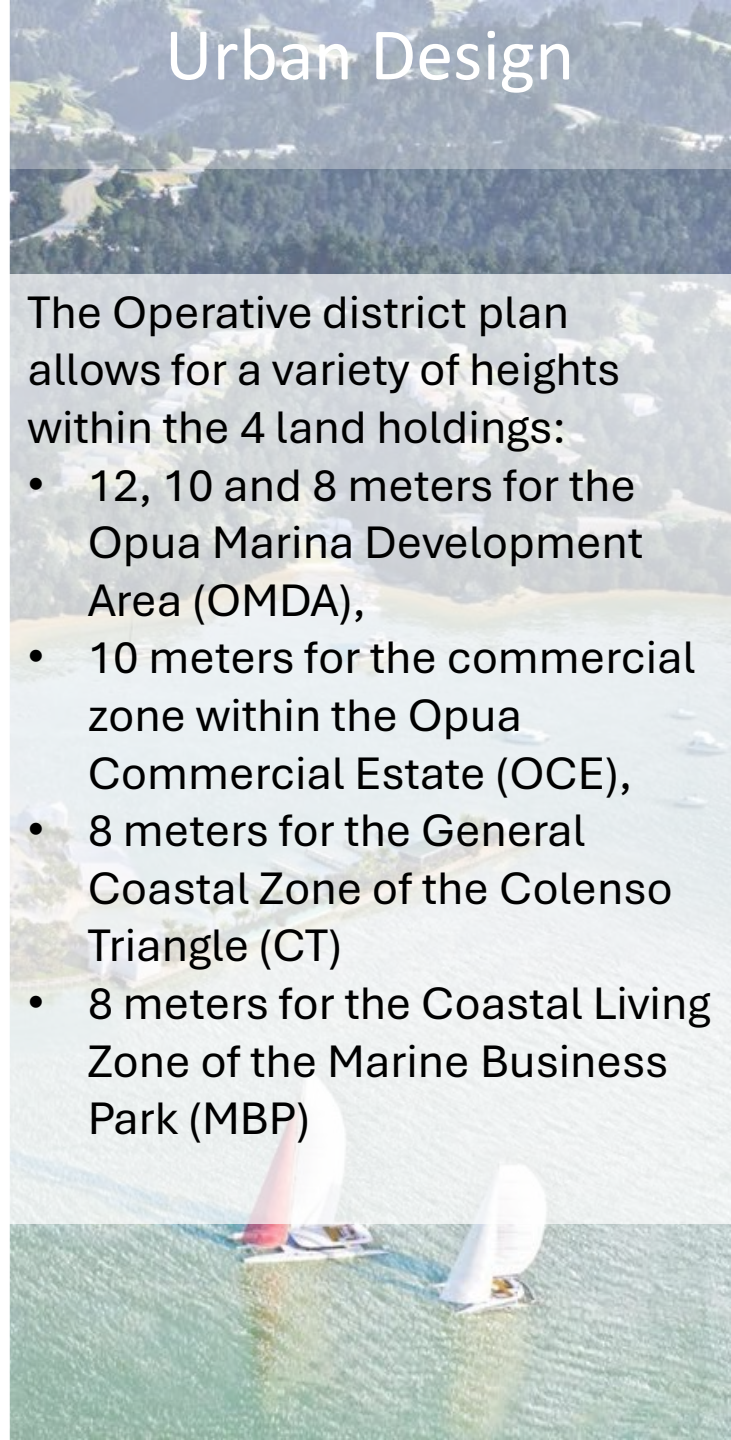 Urban Design
The Operative district plan
allows for a variety of heights
within the 4 land holdings:
• 12, 10 and 8 meters for the
Opua Marina Development
Area (OMDA),
• 10 meters for the commercial
zone within the Opua
Commercial Estate (OCE),
• 8 meters for the General
Coastal Zone of the Colenso
Triangle (CT)
• 8 meters for the Coastal Living
Zone of the Marine Business
Park (MBP)